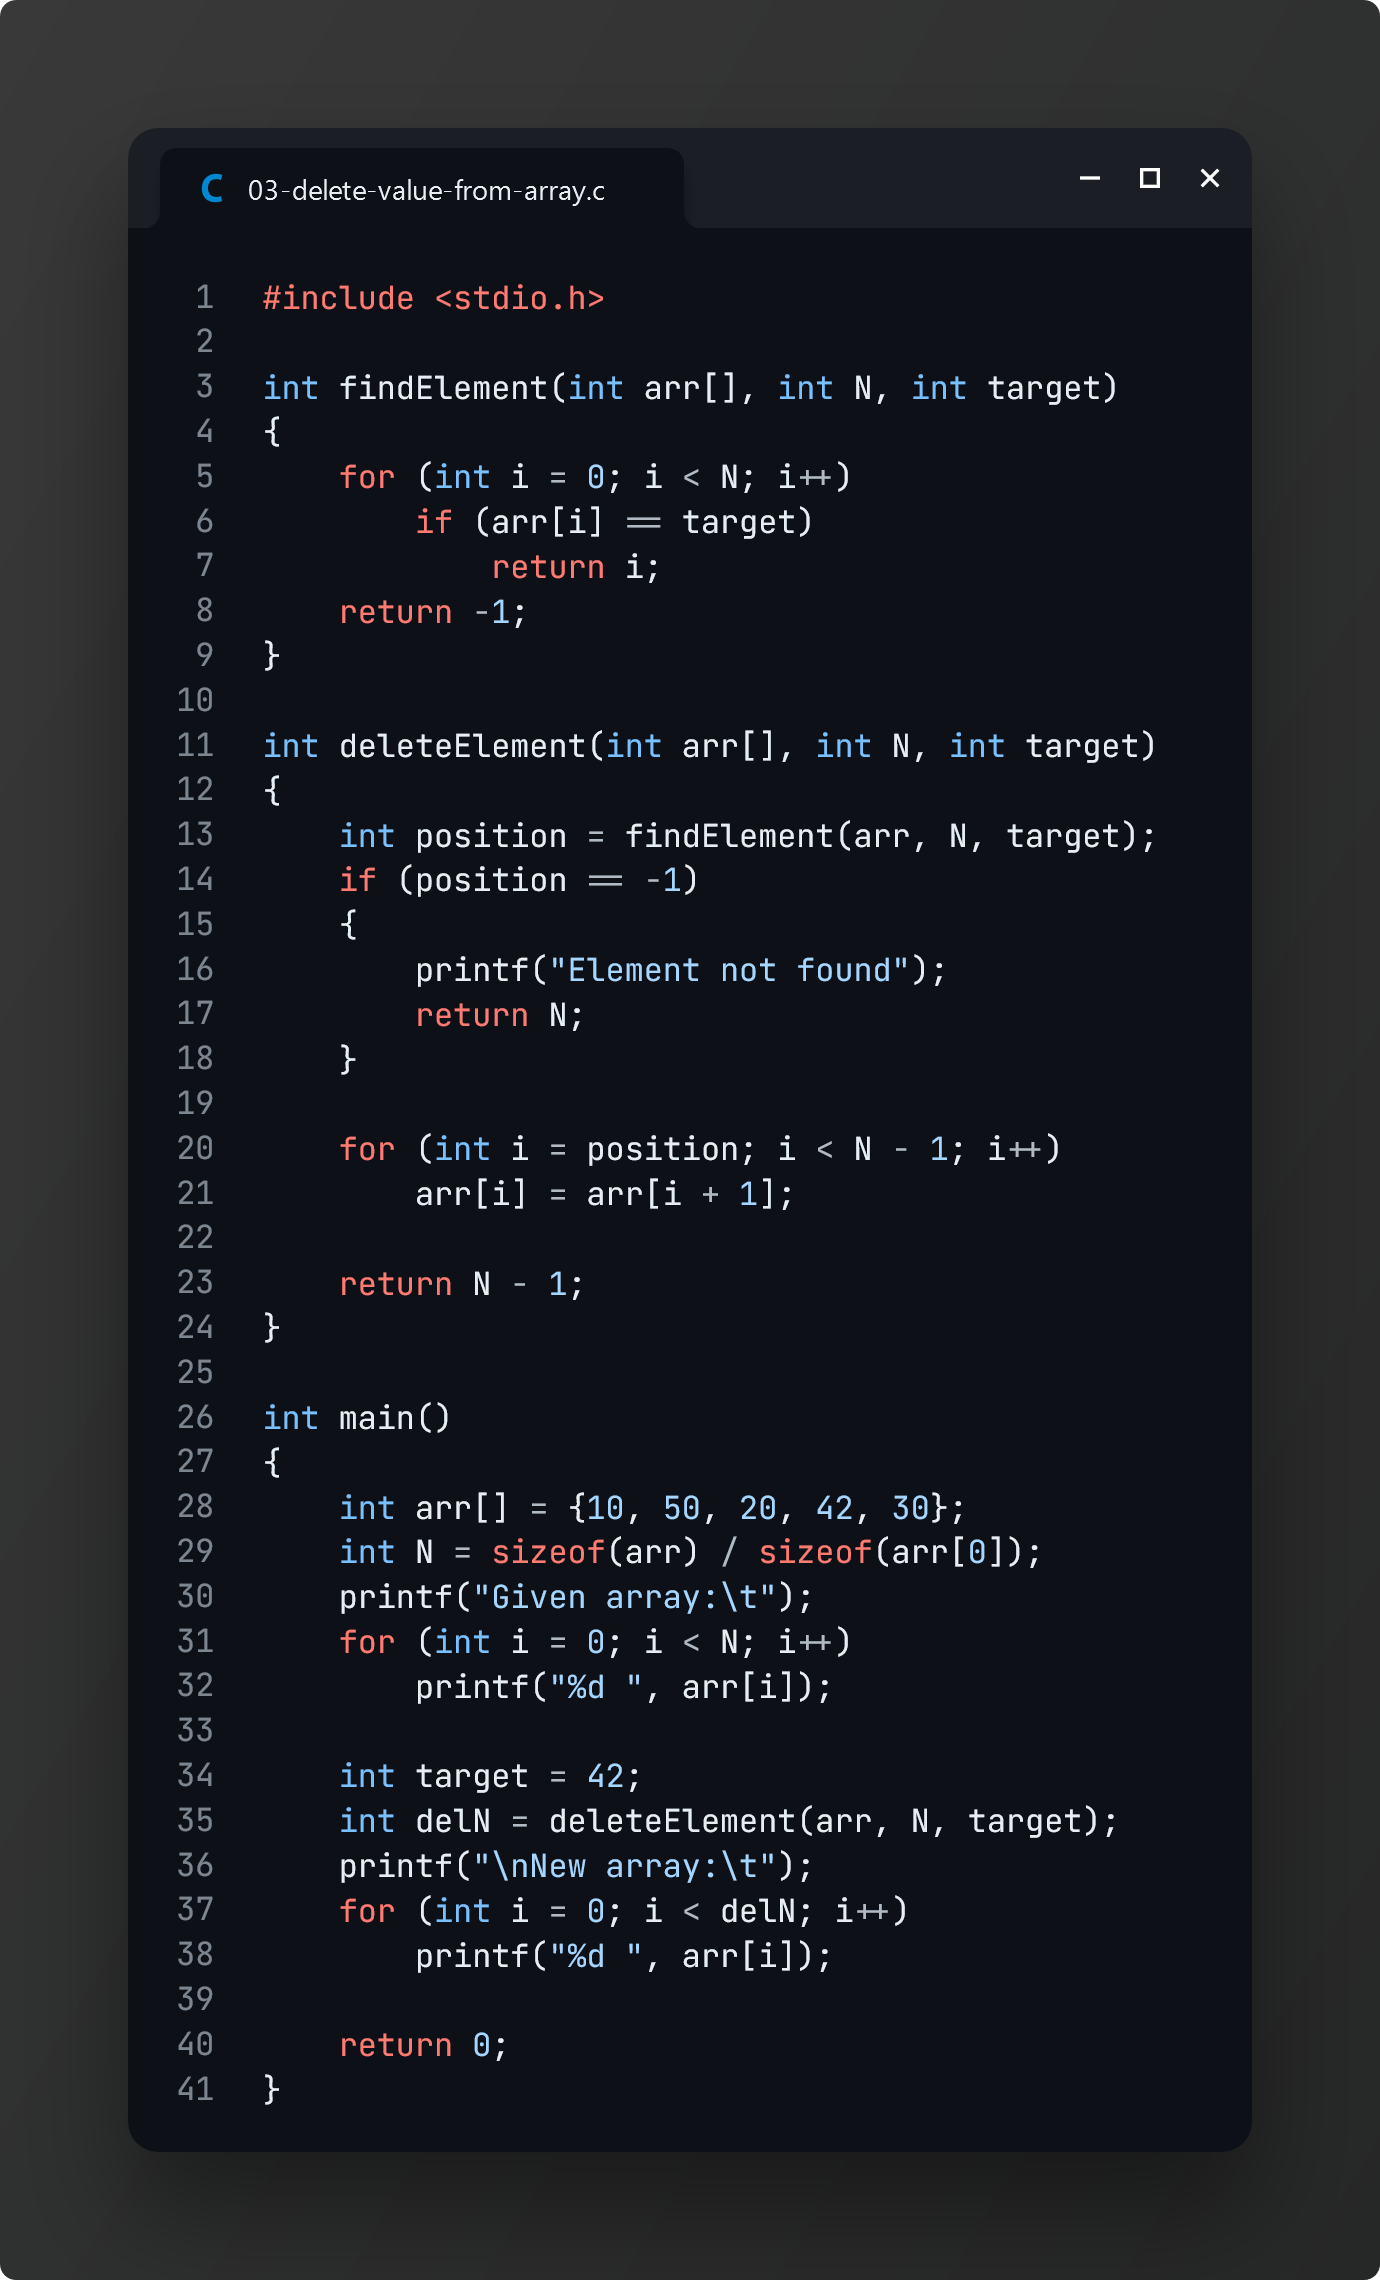 C 03-delete-value-from-array.c
1 #include <stdio.h>
2
3 int findElement(int arr[], int N, int target)
4 {
5     for (int i = 0; i < N; i++)
6         if (arr[i] == target)
7             return i;
8     return -1;
9 }
10
11 int deleteElement(int arr[], int N, int target)
12 {
13     int position = findElement(arr, N, target);
14     if (position == -1)
15     {
16         printf("Element not found");
17         return N;
18     }
19
20     for (int i = position; i < N - 1; i++)
21         arr[i] = arr[i + 1];
22
23     return N - 1;
24 }
25
26 int main()
27 {
28     int arr[] = {10, 50, 20, 42, 30};
29     int N = sizeof(arr) / sizeof(arr[0]);
30     printf("Given array:\t");
31     for (int i = 0; i < N; i++)
32         printf("%d ", arr[i]);
33
34     int target = 42;
35     int delN = deleteElement(arr, N, target);
36     printf("\nNew array:\t");
37     for (int i = 0; i < delN; i++)
38         printf("%d ", arr[i]);
39
40     return 0;
41 }